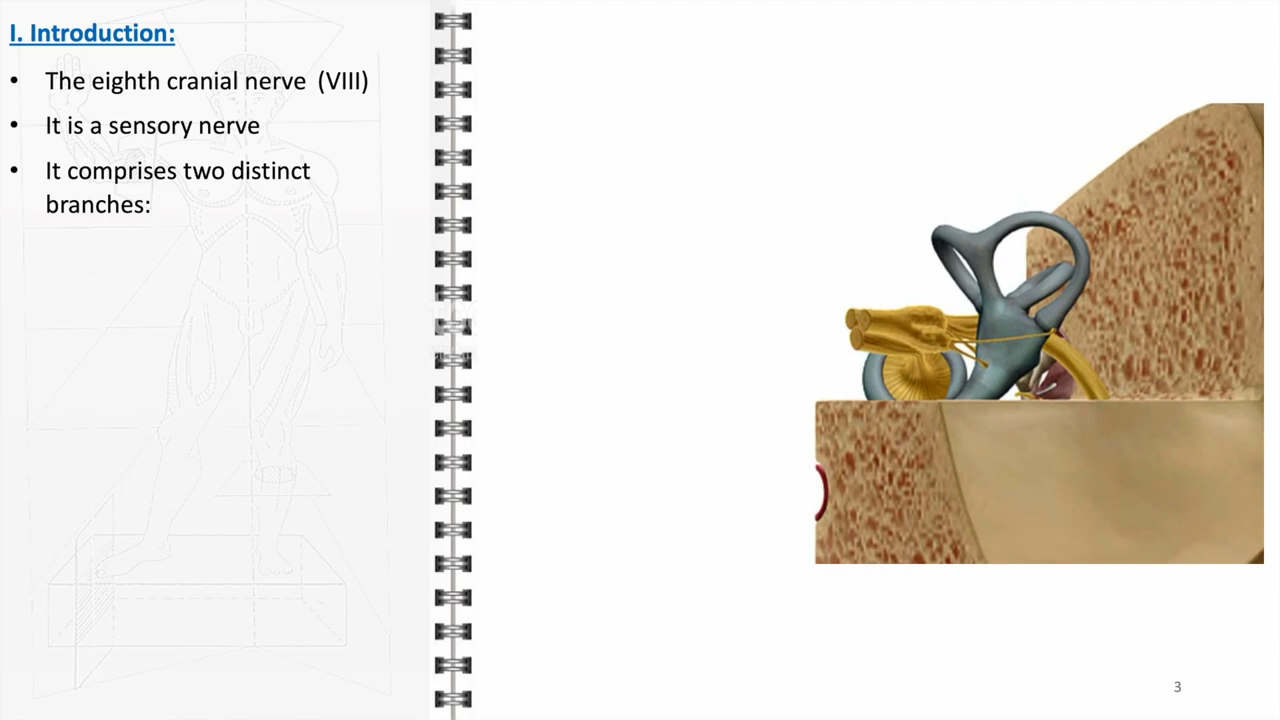 I. Introduction:
• The eighth cranial nerve (VIII)
• It is a sensory nerve
• It comprises two distinct
branches:
3